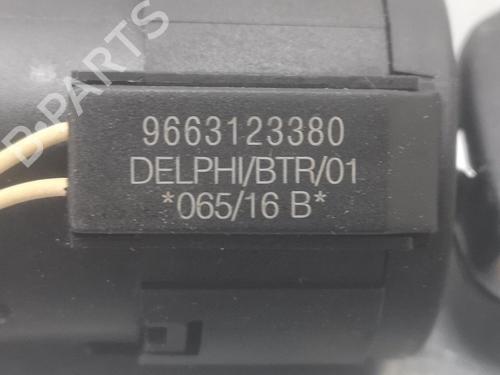 B-PARTS
9663123380
DELPHI/BTR/01
*065/16 B*